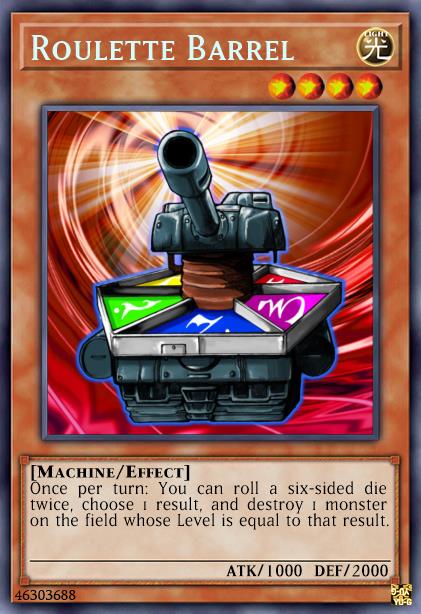 Roulette Barrel
LIGHT
光
[Machine/Effect]
Once per turn: You can roll a six-sided die
twice, choose 1 result, and destroy 1 monster
on the field whose Level is equal to that result.
ATK/1000 DEF/2000
46303688